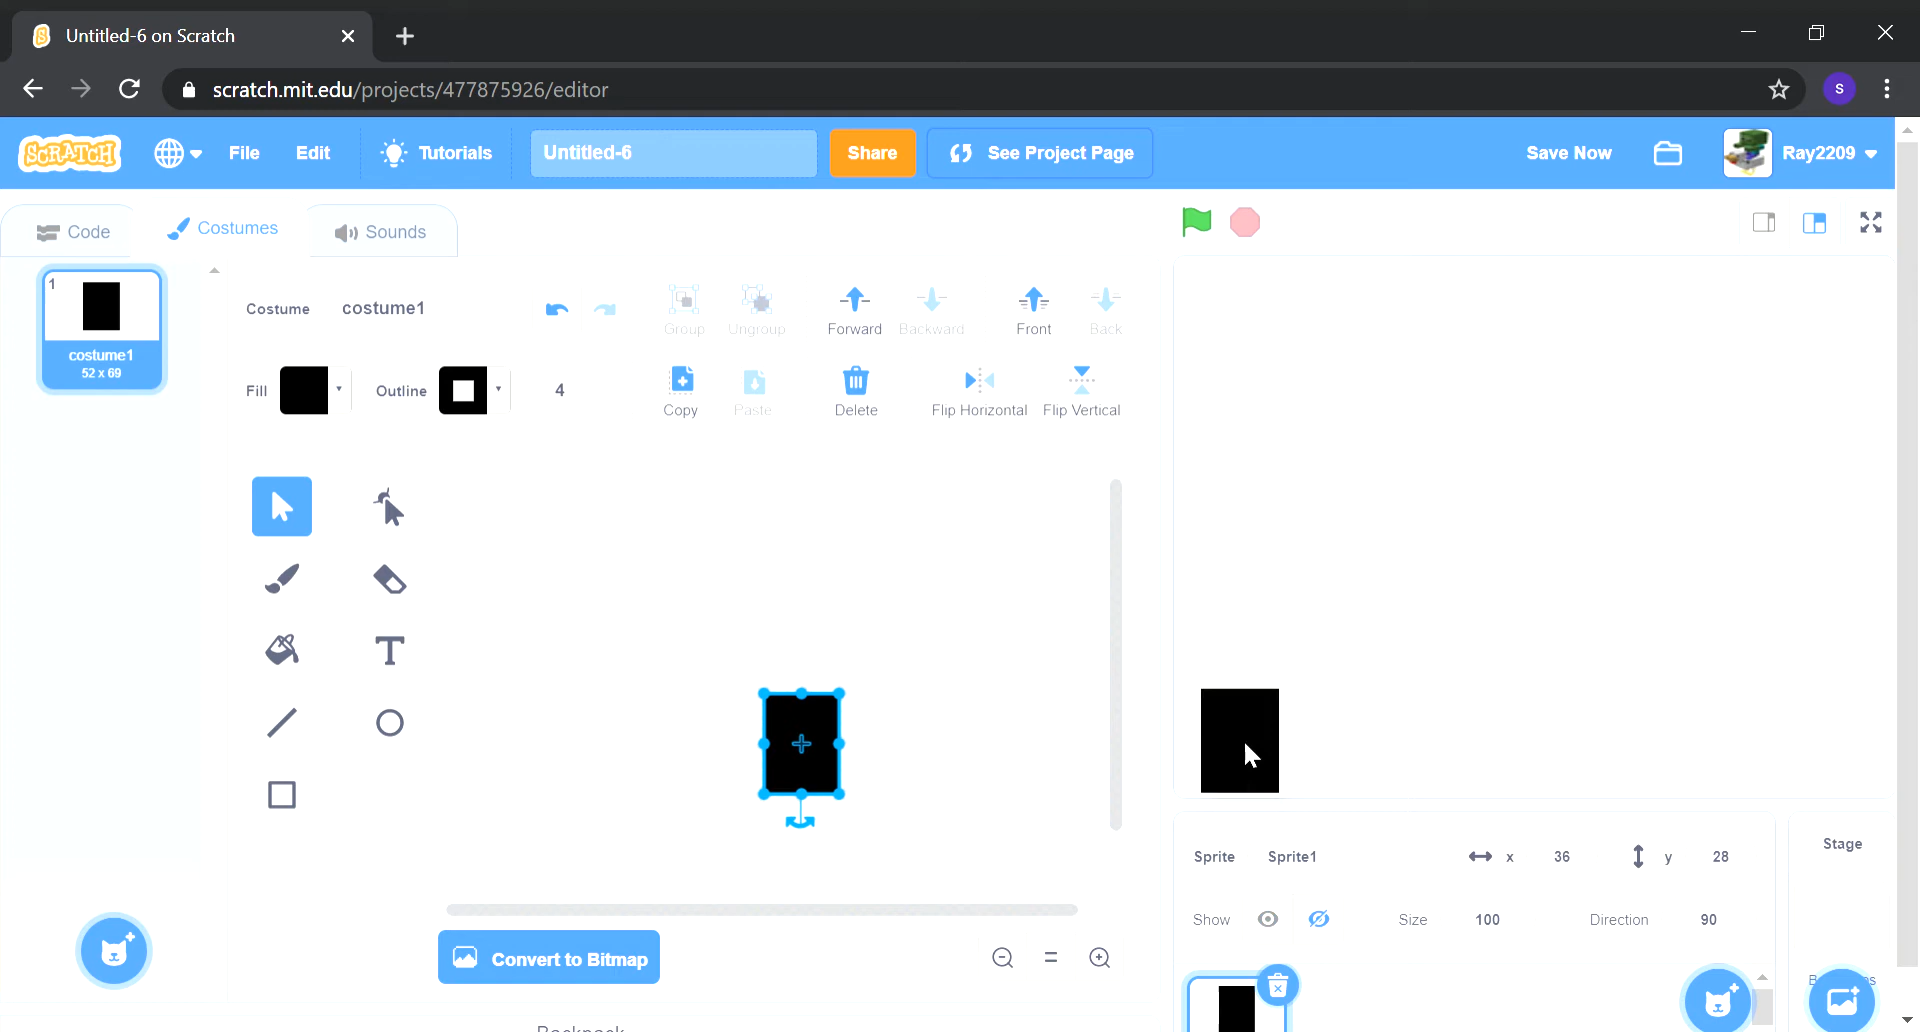 Untitled-6 on Scratch
scratch.mit.edu/projects/477875926/editor
S
SCRATCH File Edit Tutorials Untitled-6 Share See Project Page Save Now Ray2209
Code Costumes Sounds
1
costume1
52 x 69
Costume costume1
Group Ungroup Forward Backward Front Back
Fill Outline 4
Copy Paste Delete Flip Horizontal Flip Vertical
Convert to Bitmap
Sprite Sprite1 x 36 y 28
Show Size 100 Direction 90
Stage